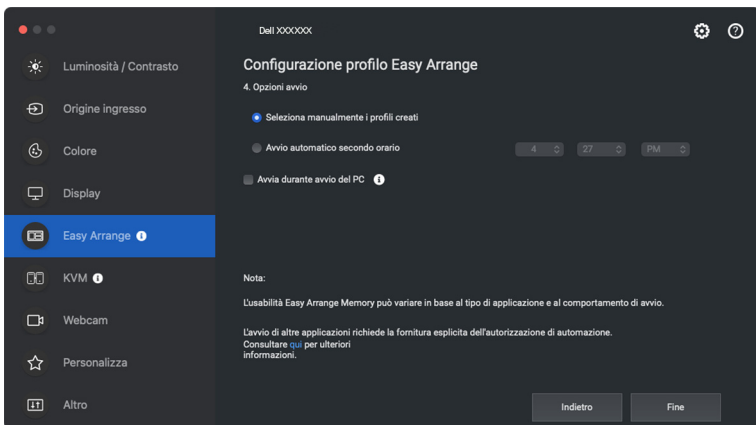 Dell XXXXXX
Luminosità / Contrasto
Origine ingresso
Colore
Display
Easy Arrange
KVM
Webcam
Personalizza
Altro
Configurazione profilo Easy Arrange
4. Opzioni avvio
Seleziona manualmente i profili creati
Avvio automatico secondo orario 4 27 PM
Avvia durante avvio del PC
Nota:
L'usabilità Easy Arrange Memory può variare in base al tipo di applicazione e al comportamento di avvio.
L'avvio di altre applicazioni richiede la fornitura esplicita dell'autorizzazione di automazione.
Consultare qui per ulteriori
informazioni.
Indietro Fine